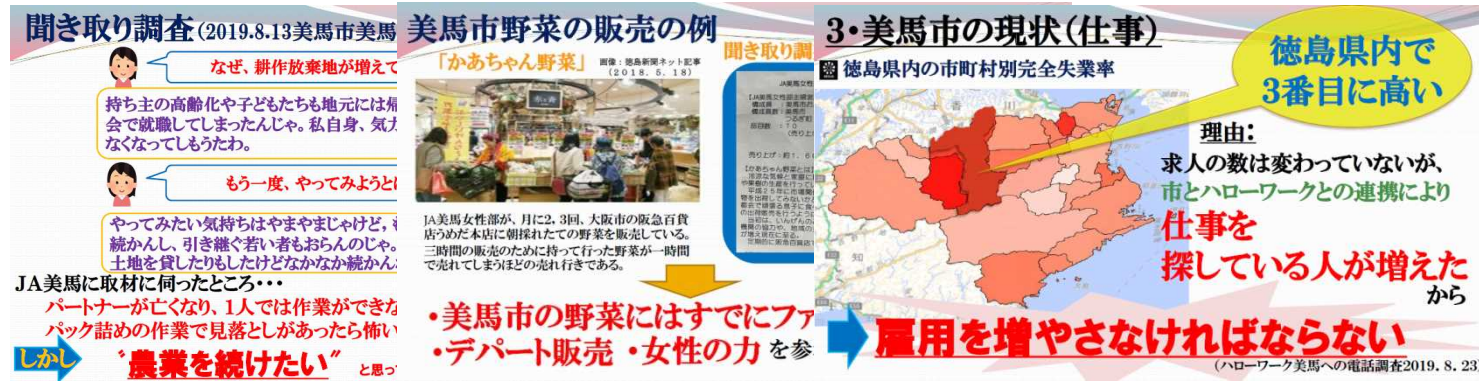 聞き取り調査(2019.8.13美馬市美馬
なぜ、耕作放棄地が増えて
持ち主の高齢化や子どもたちも地元には帰
会で就職してしまったんじゃ。私自身、気力
なくなってしもうたわ。
もう一度、やってみようと
やってみたい気持ちはやまやまじゃけど、
続かんし、引き継ぐ若い者もおらんのじゃ。
土地を貸したりもしたけどなかなか続かん
JA美馬に取材に伺ったところ・・・
パートナーが亡くなり、1人では作業ができな
パック詰めの作業で見落としがあったら怖い
しかし
“農業を続けたい”
と思っ
美馬市野菜の販売の例
「かあちゃん野菜」
画像:徳島新聞ネット記事
(2018.5.18)
聞き取り調
JA美馬女性
JA美馬女性部が、月に2，3回、大阪市の阪急百貨
店うめだ本店に朝採れたての野菜を販売している。
三時間の販売のために持って行った野菜が一時間
で売れてしまうほどの売れ行きである。
・美馬市の野菜にはすでにファ
・デパート販売 ・女性の力 を参
3・美馬市の現状(仕事)
徳島県内の市町村別完全失業率
徳島県内で
3番目に高い
香川
知
理由:
求人の数は変わっていないが、
市とハローワークとの連携により
仕事を
探している人が増えた
から
雇用を増やさなければならない
(ハローワーク美馬への電話調査2019.8.23)